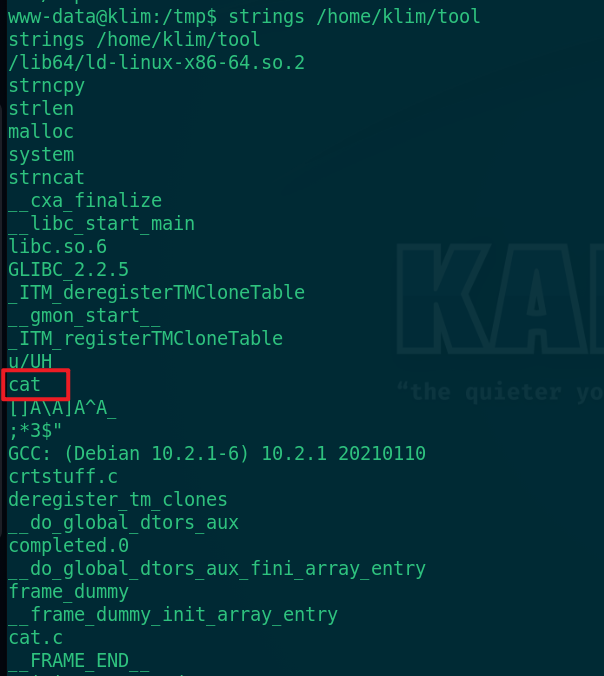 www-data@klim:/tmp$ strings /home/klim/tool
strings /home/klim/tool
/lib64/ld-linux-x86-64.so.2
strncpy
strlen
malloc
system
strncat
__cxa_finalize
__libc_start_main
libc.so.6
GLIBC_2.2.5
_ITM_deregisterTMCloneTable
__gmon_start__
_ITM_registerTMCloneTable
u/UH
cat
[]A\A]A^A_
;*3$"
GCC: (Debian 10.2.1-6) 10.2.1 20210110
crtstuff.c
deregister_tm_clones
__do_global_dtors_aux
completed.0
__do_global_dtors_aux_fini_array_entry
frame_dummy
__frame_dummy_init_array_entry
cat.c
__FRAME_END__
KA
"the quieter yo